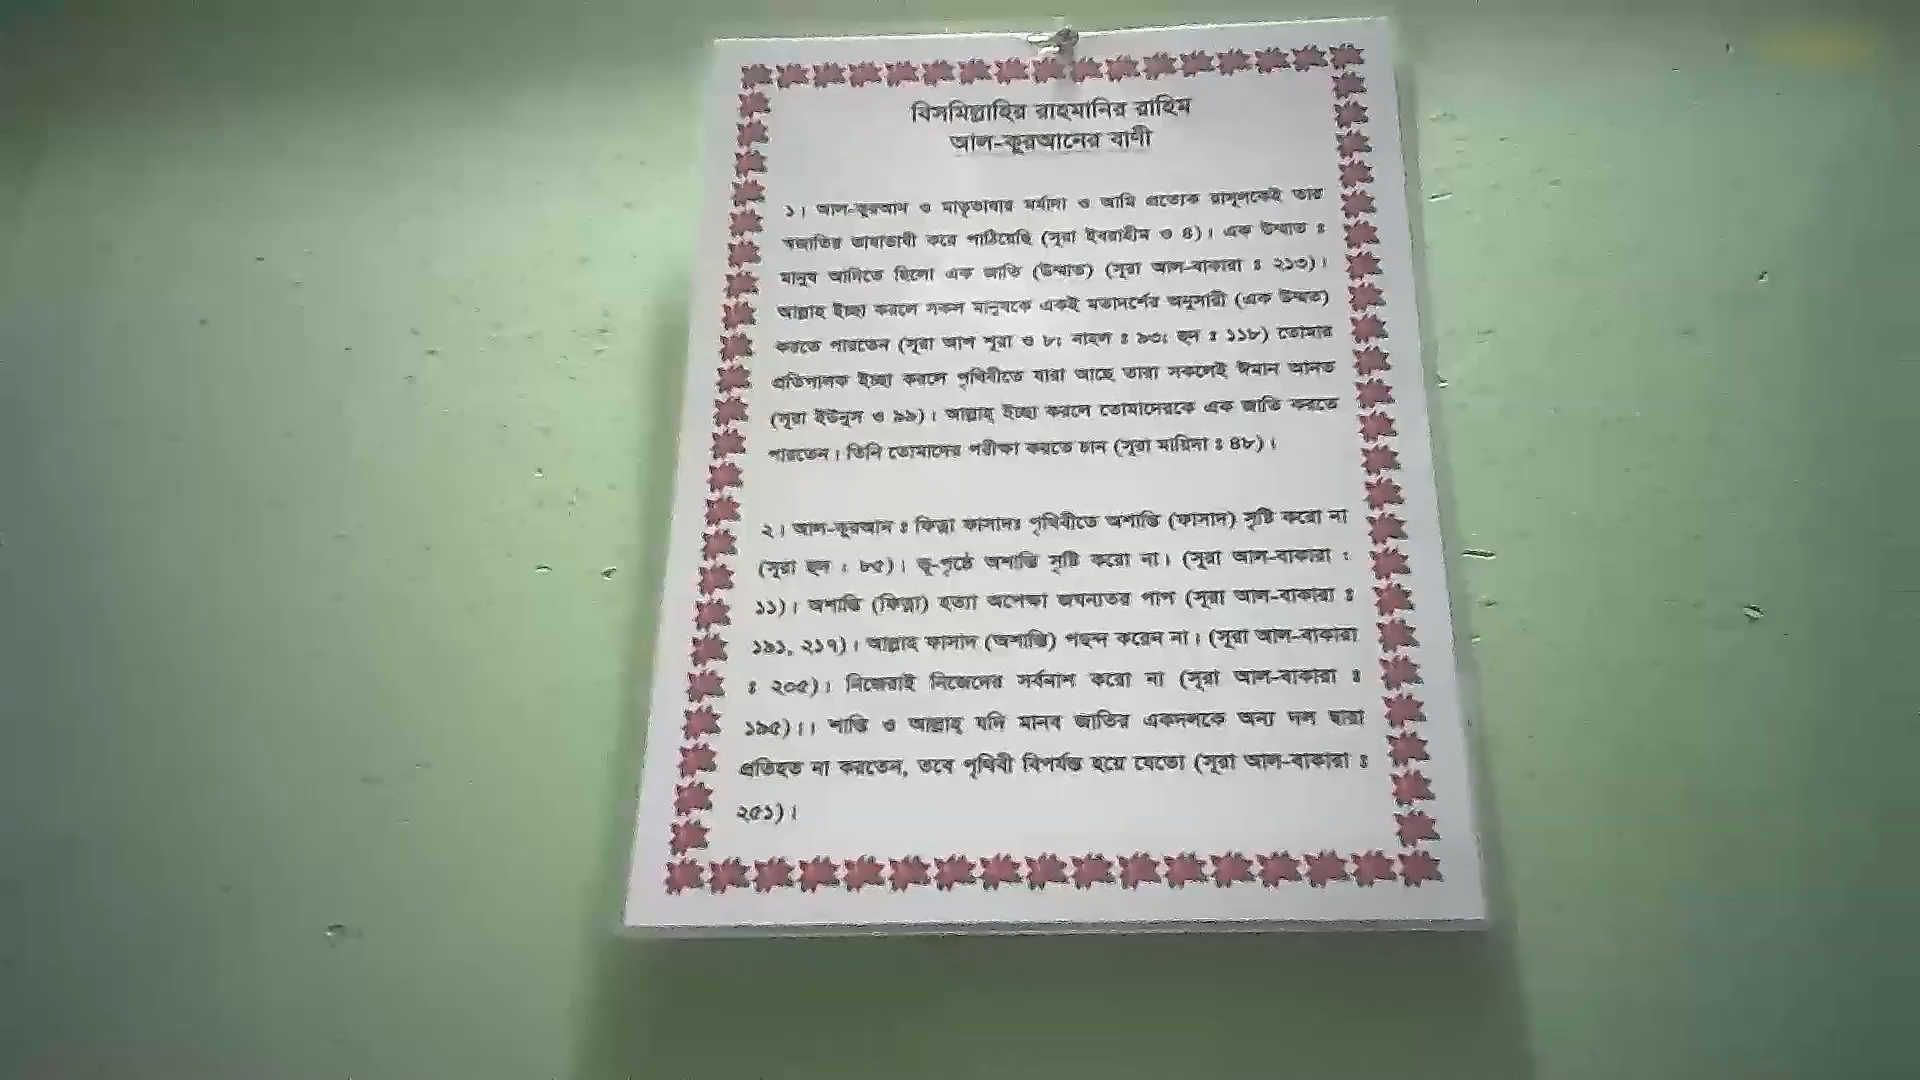 বিসমিল্লাহির রাহমানির রাহিম
আল-কুরআনের বাণী
১। আল-কুরআন ও মাতৃভাষার মর্যাদা ঃ আমি প্রত্যেক রাসূলকেই তার
স্বজাতির ভাষাভাষী করে পাঠিয়েছি (সূরা ইবরাহীম ঃ ৪)। এক উম্মাত ঃ
মানুষ আদিতে ছিলো এক জাতি (উম্মাত) (সূরা আল-বাকারা ঃ ২১৩)।
আল্লাহ ইচ্ছা করলে সকল মানুষকে একই মতাদর্শের অনুসারী (এক উম্মত)
করতে পারতেন (সূরা আশ শূরা ঃ ৮; নাহল ঃ ৯৩; হুদ ঃ ১১৮) তোমার
প্রতিপালক ইচ্ছা করলে পৃথিবীতে যারা আছে তারা সকলেই ঈমান আনত
(সূরা ইউনুস ঃ ৯৯)। আল্লাহ্ ইচ্ছা করলে তোমাদেরকে এক জাতি করতে
পারতেন। তিনি তোমাদের পরীক্ষা করতে চান (সূরা মায়িদা ঃ ৪৮)।
২। আল-কুরআন ঃ ফিত্না ফাসাদঃ পৃথিবীতে অশান্তি (ফাসাদ) সৃষ্টি করো না
(সূরা হুদ : ৮৫)। ভূ-পৃষ্ঠে অশান্তি সৃষ্টি করো না। (সূরা আল-বাকারা :
১১)। অশান্তি (ফিত্না) হত্যা অপেক্ষা জঘন্যতর পাপ (সূরা আল-বাকারা ঃ
১৯১, ২১৭)। আল্লাহ ফাসাদ (অশান্তি) পছন্দ করেন না। (সূরা আল-বাকারা
ঃ ২০৫)। নিজেরাই নিজেদের সর্বনাশ করো না (সূরা আল-বাকারা ঃ
১৯৫)।। শান্তি ঃ আল্লাহ্ যদি মানব জাতির একদলকে অন্য দল দ্বারা
প্রতিহত না করতেন, তবে পৃথিবী বিপর্যস্ত হয়ে যেতো (সূরা আল-বাকারা ঃ
২৫১)।